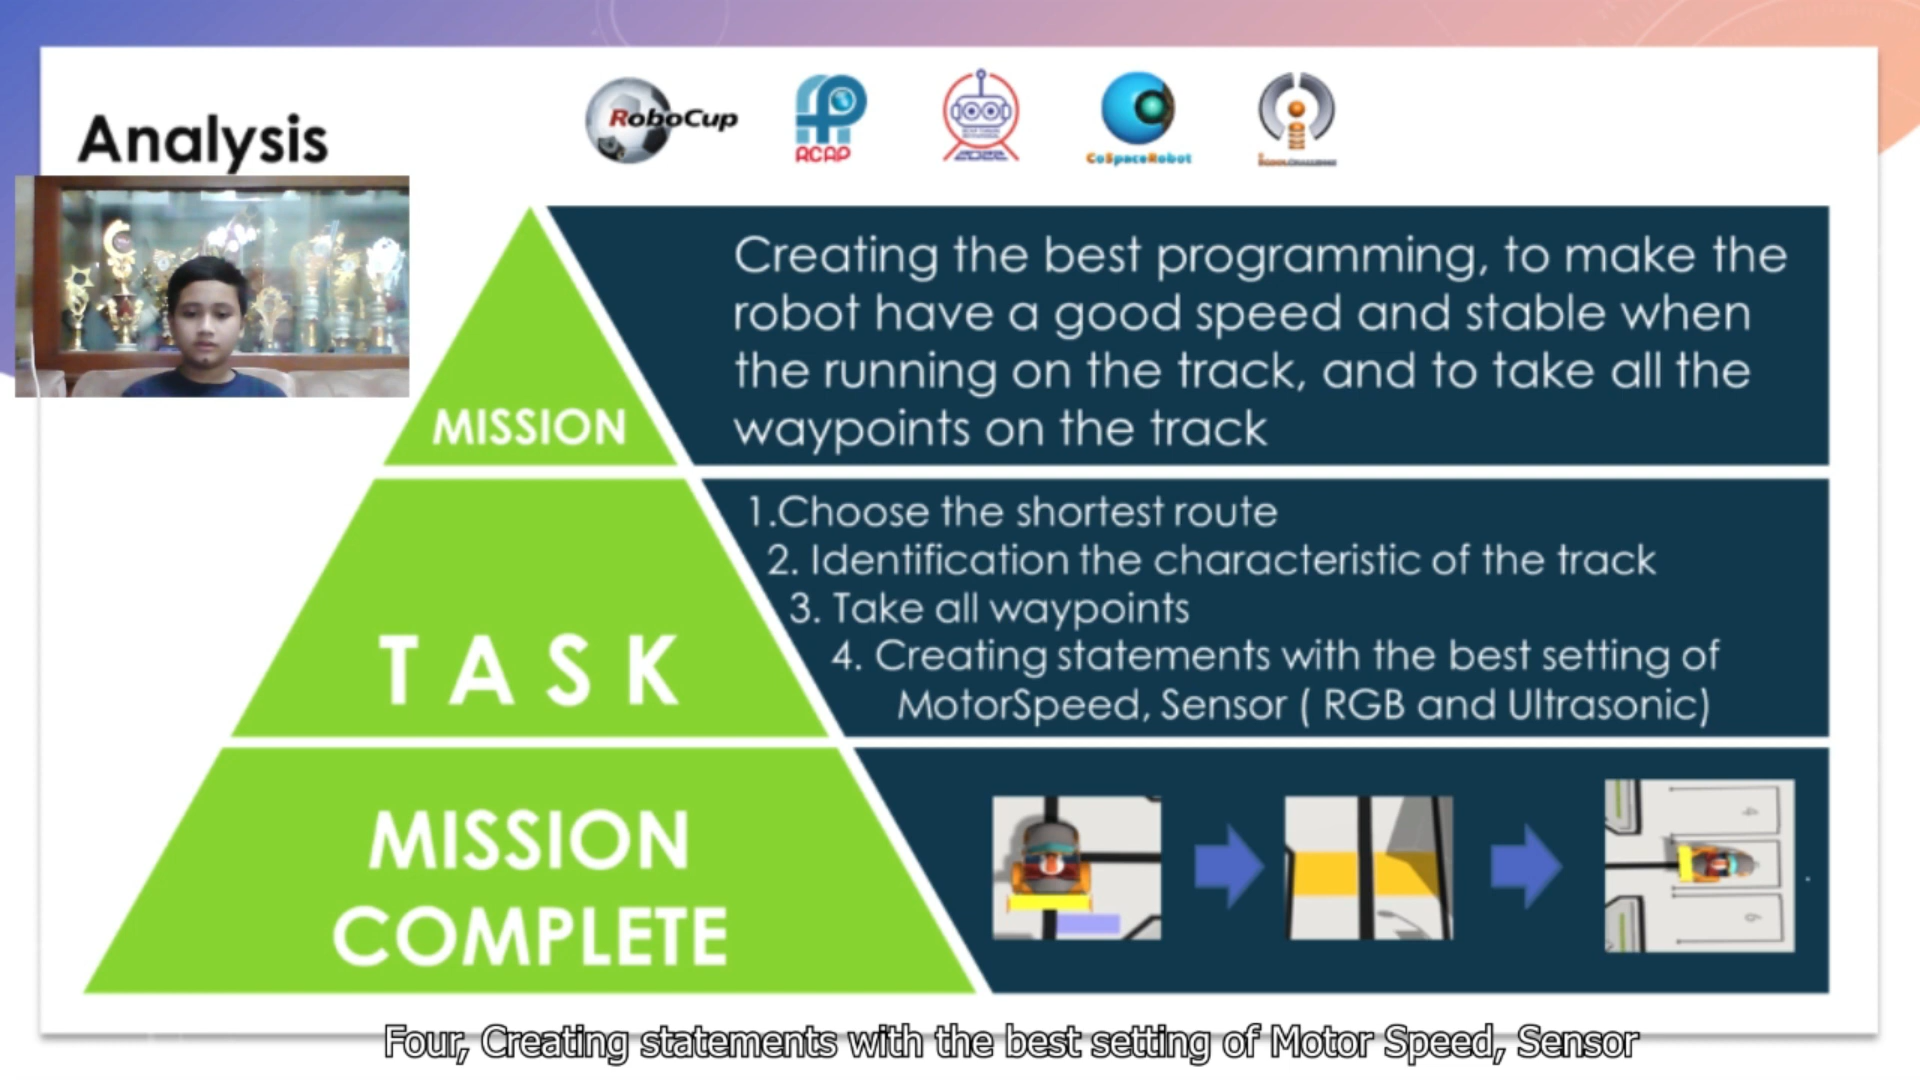 Analysis
RoboCup
RCAP
CoSpaceRobot
MISSION
Creating the best programming, to make the
robot have a good speed and stable when
the running on the track, and to take all the
waypoints on the track
TASK
1.Choose the shortest route
2. Identification the characteristic of the track
3. Take all waypoints
4. Creating statements with the best setting of
MotorSpeed, Sensor ( RGB and Ultrasonic)
MISSION
COMPLETE
Four, Creating statements with the best setting of Motor Speed, Sensor